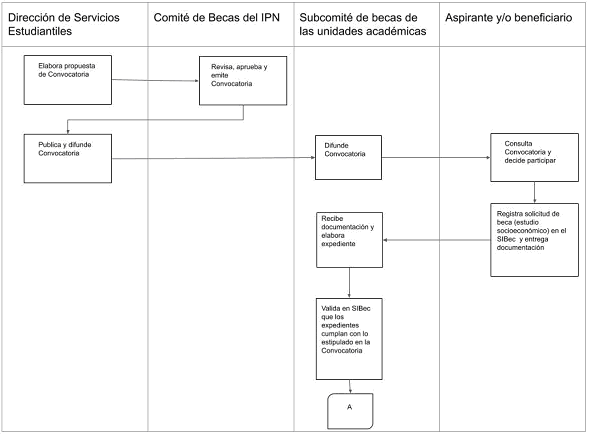 Dirección de Servicios
Estudiantiles
Comité de Becas del IPN
Subcomité de becas de
las unidades académicas
Aspirante y/o beneficiario
Elabora propuesta
de Convocatoria
Revisa, aprueba y
emite
Convocatoria
Publica y difunde
Convocatoria
Difunde
Convocatoria
Consulta
Convocatoria y
decide participar
Registra solicitud de
beca (estudio
socioeconómico) en el
SIBec y entrega
documentación
Recibe
documentación y
elabora
expediente
Valida en SIBec
que los
expedientes
cumplan con lo
estipulado en la
Convocatoria
A